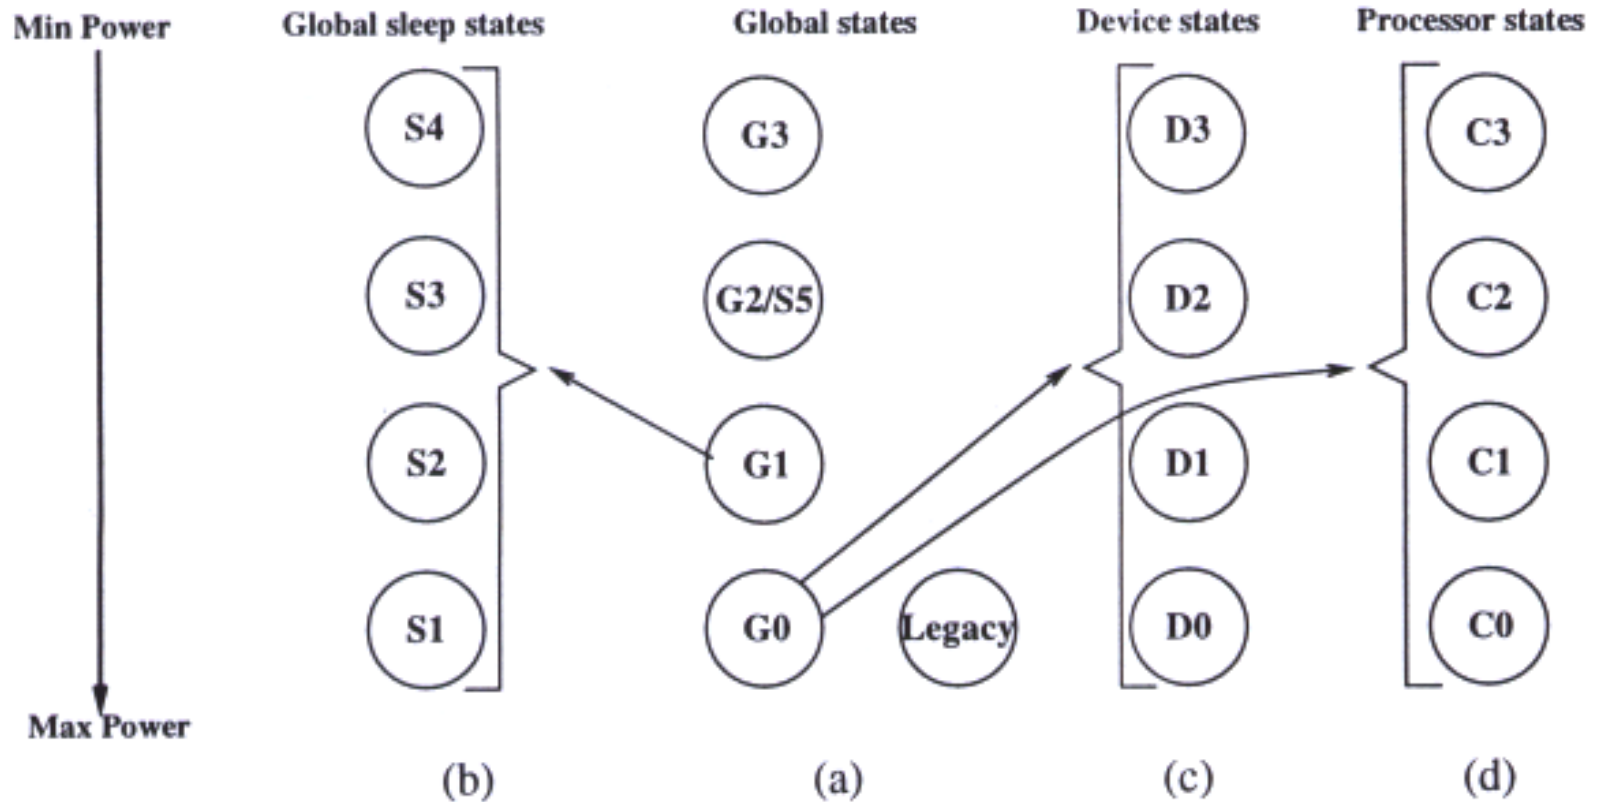 Min Power Global sleep states Global states Device states Processor states
S4 G3 D3 C3
S3 G2/S5 D2 C2
S2 G1 D1 C1
S1 G0 Legacy D0 C0
Max Power
(b) (a) (c) (d)